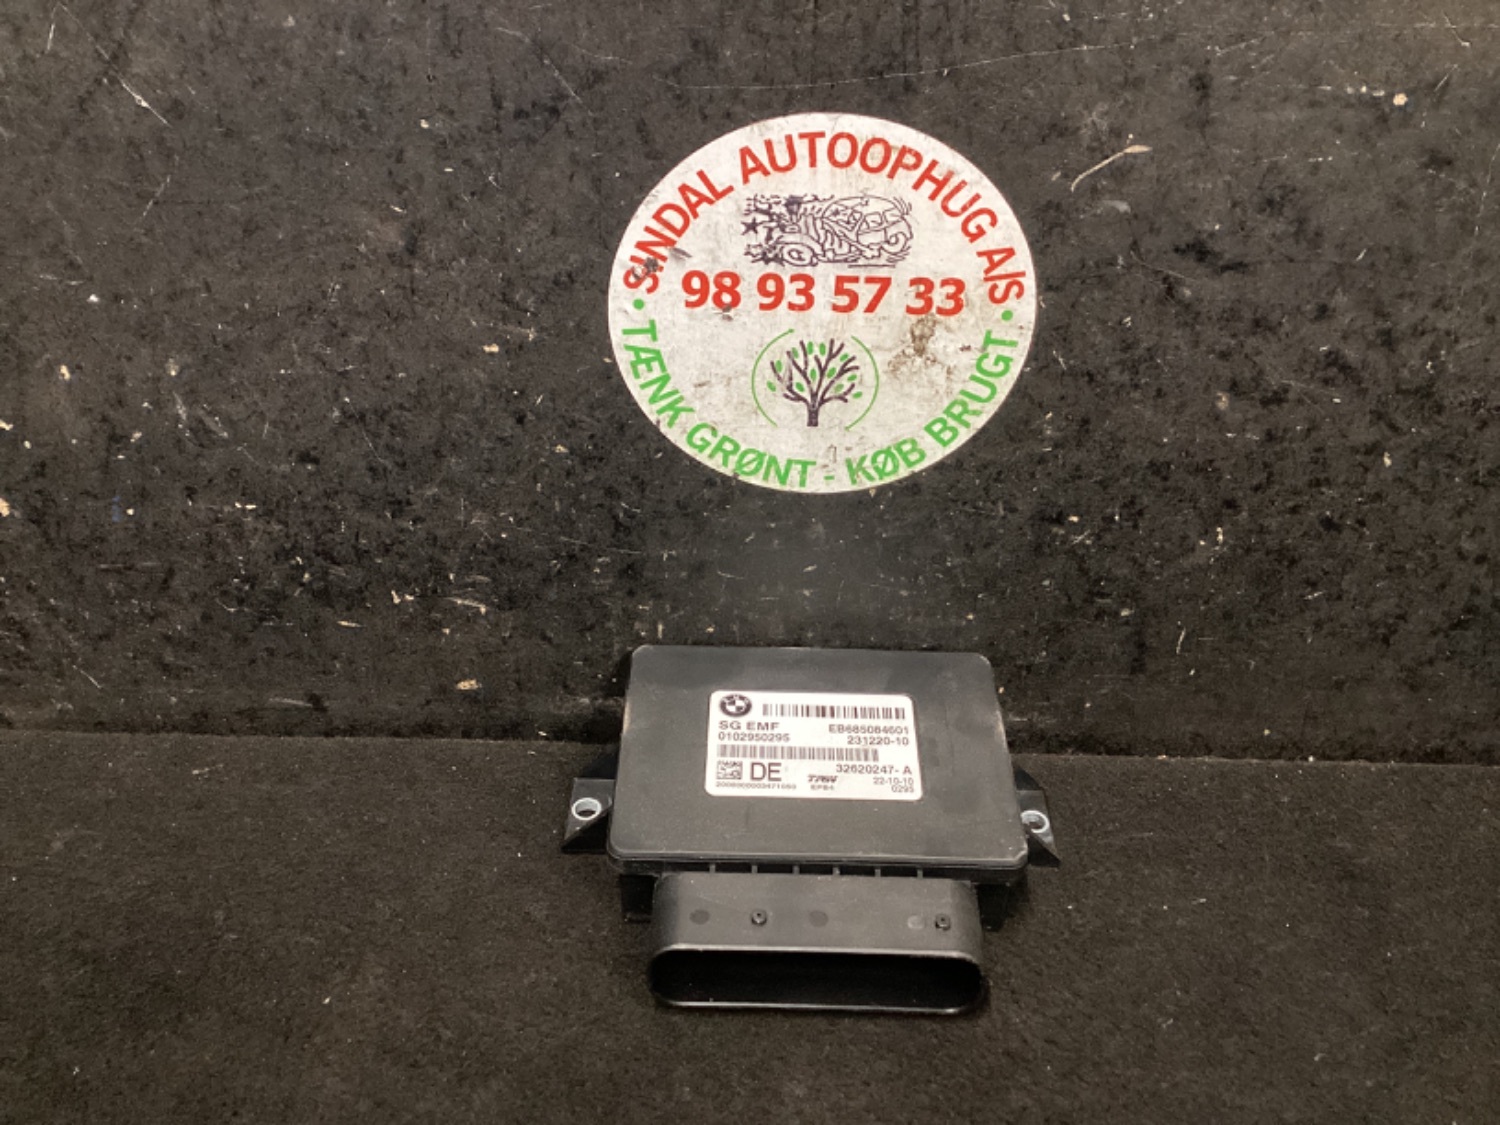 SINDAL AUTOOPHUG A/S
98 93 57 33
• TÆNK GRØNT - KØB BRUGT •
SG EMF EB685084601
0102950295 231220-10
32620247-A
DE TRW 22-10-10
EPB4 0295